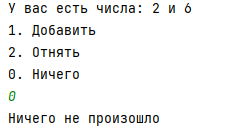 У вас есть числа: 2 и 6
1. Добавить
2. Отнять
0. Ничего
0
Ничего не произошло